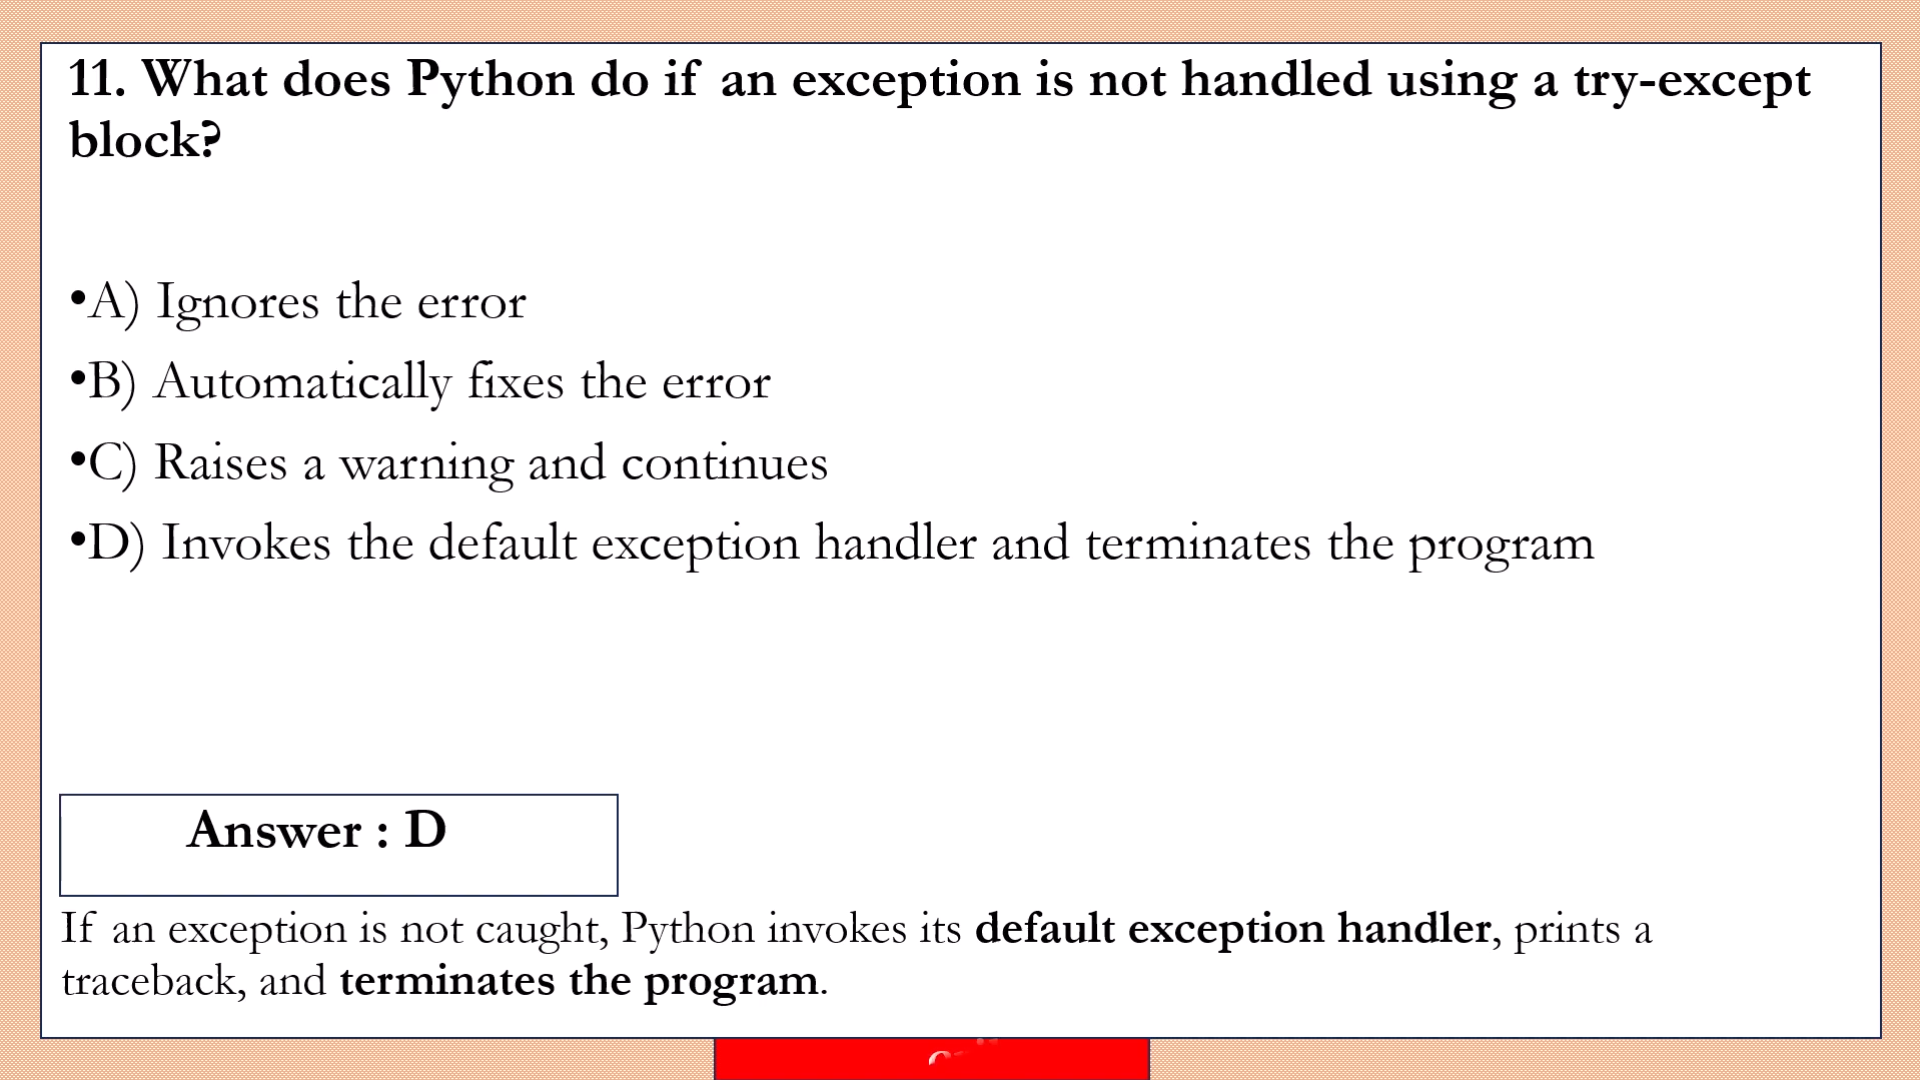 11. What does Python do if an exception is not handled using a try-except
block?
•A) Ignores the error
•B) Automatically fixes the error
•C) Raises a warning and continues
•D) Invokes the default exception handler and terminates the program
Answer : D
If an exception is not caught, Python invokes its default exception handler, prints a
traceback, and terminates the program.